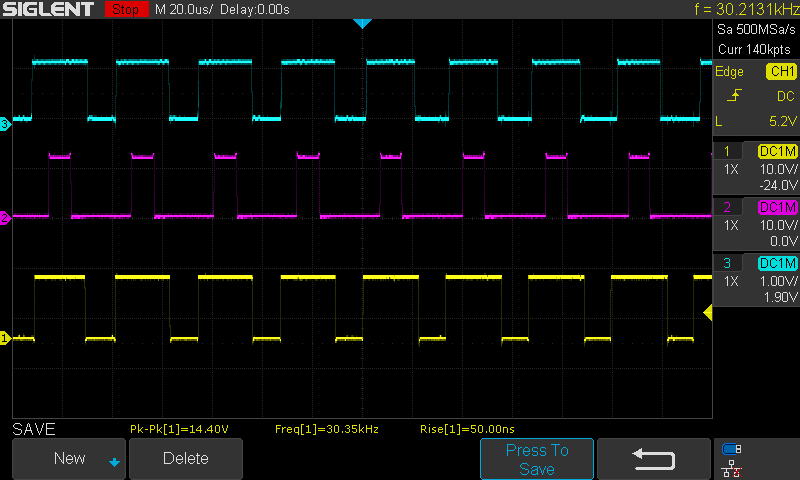 SIGLENT Stop M 20.0us/ Delay:0.00s f = 30.2131kHz
Sa 500MSa/s
Curr 140kpts
Edge CH1
DC
L 5.2V
1 DC1M
1X 10.0V/
-24.0V
2 DC1M
1X 10.0V/
0.0V
3 DC1M
1X 1.00V/
1.90V
3
2
1
SAVE Pk-Pk[1]=14.40V Freq[1]=30.35kHz Rise[1]=50.00ns
New Delete Press To
Save